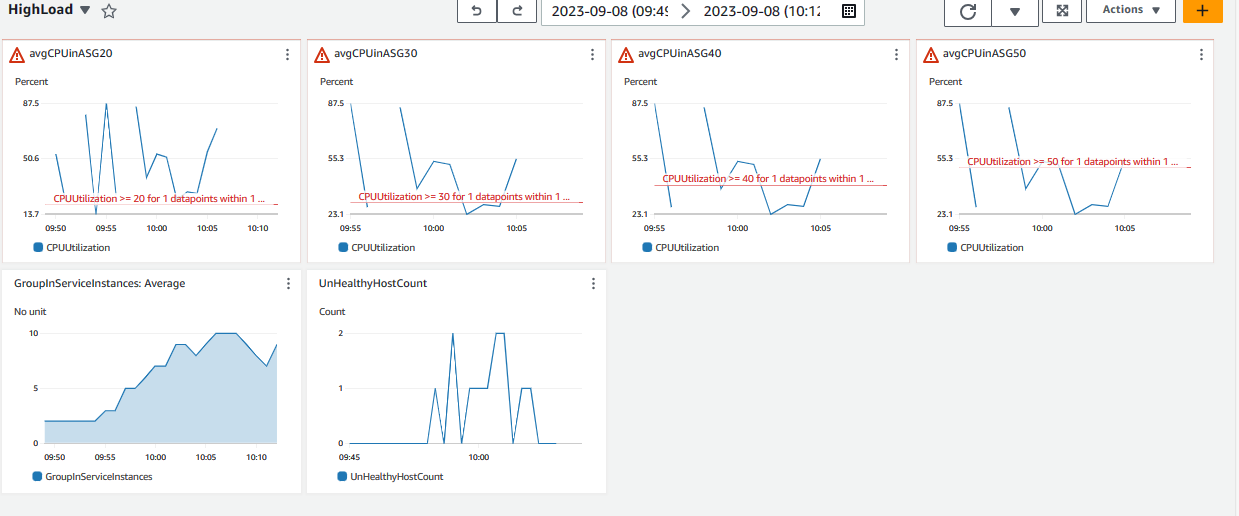 HighLoad
2023-09-08 (09:49
2023-09-08 (10:12
Actions
+
avgCPUinASG20
Percent
87.5
50.6
13.7
CPUUtilization >= 20 for 1 datapoints within 1 ...
09:50 09:55 10:00 10:05 10:10
CPUUtilization
avgCPUinASG30
Percent
87.5
55.3
23.1
CPUUtilization >= 30 for 1 datapoints within 1 ...
09:55 10:00 10:05
CPUUtilization
avgCPUinASG40
Percent
87.5
55.3
23.1
CPUUtilization >= 40 for 1 datapoints within 1 ...
09:55 10:00 10:05
CPUUtilization
avgCPUinASG50
Percent
87.5
55.3
23.1
CPUUtilization >= 50 for 1 datapoints within 1 ...
09:55 10:00 10:05
CPUUtilization
GroupInServiceInstances: Average
No unit
10
5
0
09:50 09:55 10:00 10:05 10:10
GroupInServiceInstances
UnHealthyHostCount
Count
2
1
0
09:45 10:00
UnHealthyHostCount